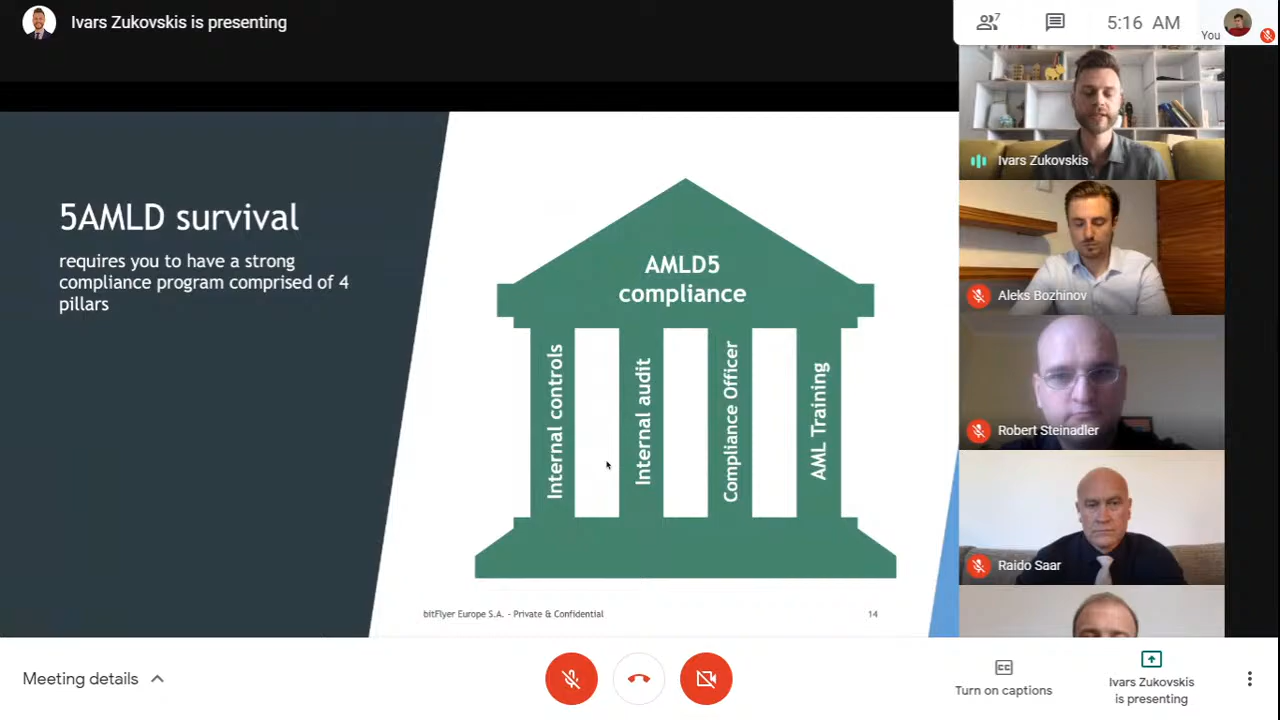 Ivars Zukovskis is presenting
7
5:16 AM
You
5AMLD survival
requires you to have a strong
compliance program comprised of 4
pillars
AMLD5
compliance
Internal controls
Internal audit
Compliance Officer
AML Training
bitFlyer Europe S.A. - Private & Confidential
14
Ivars Zukovskis
Aleks Bozhinov
Robert Steinadler
Raido Saar
Meeting details
CC
Turn on captions
Ivars Zukovskis
is presenting